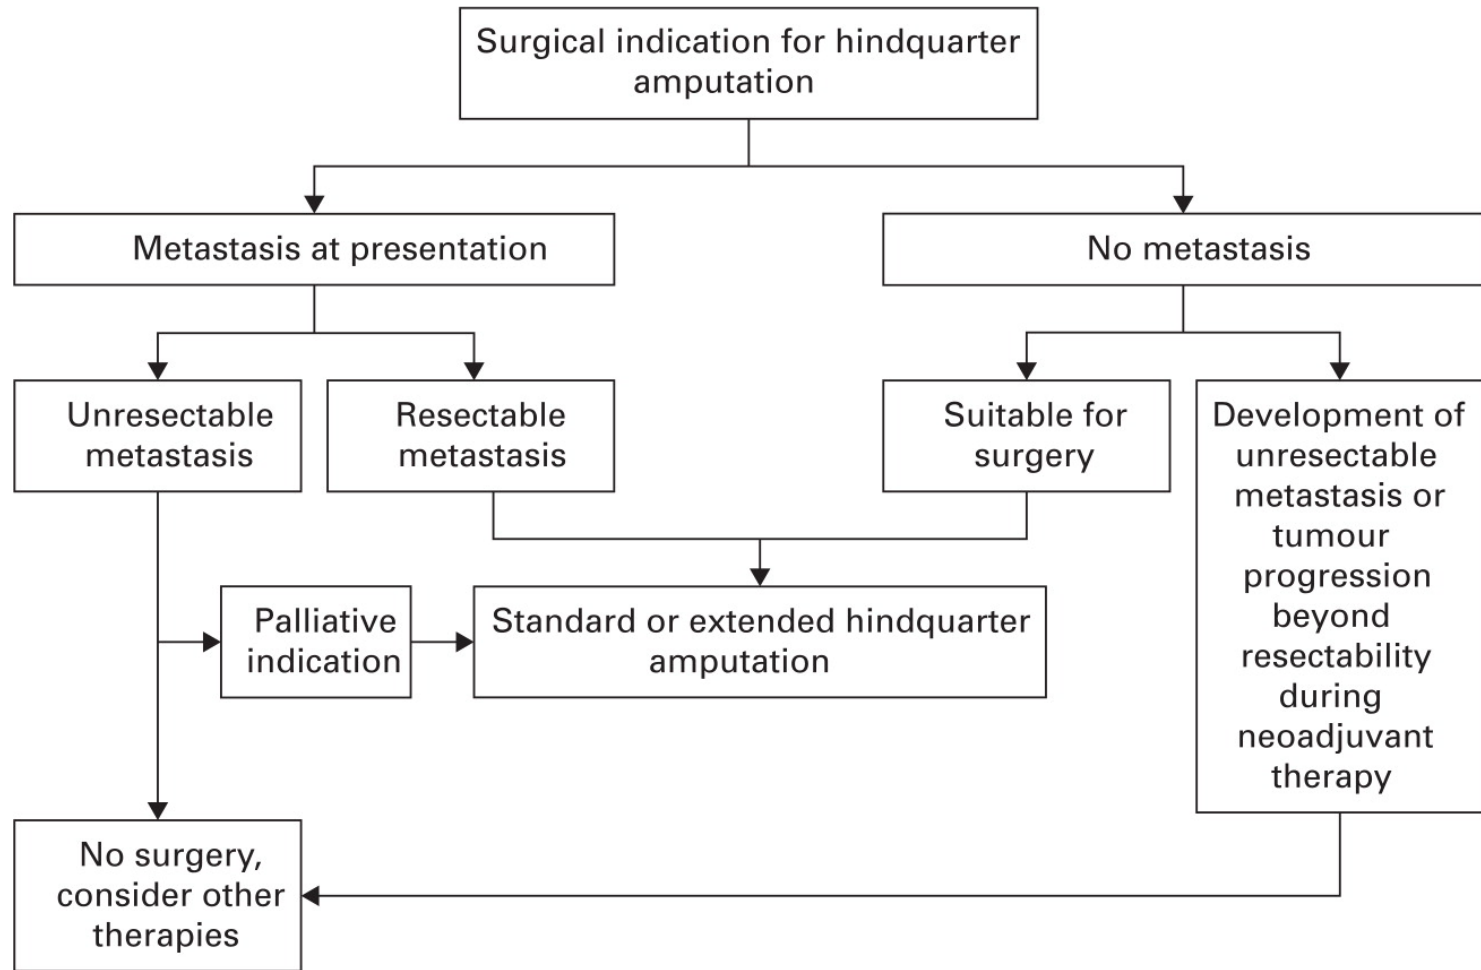 Surgical indication for hindquarter
amputation
Metastasis at presentation
No metastasis
Unresectable
metastasis
Resectable
metastasis
Suitable for
surgery
Development of
unresectable
metastasis or
tumour
progression
beyond
resectability
during
neoadjuvant
therapy
Palliative
indication
Standard or extended hindquarter
amputation
No surgery,
consider other
therapies